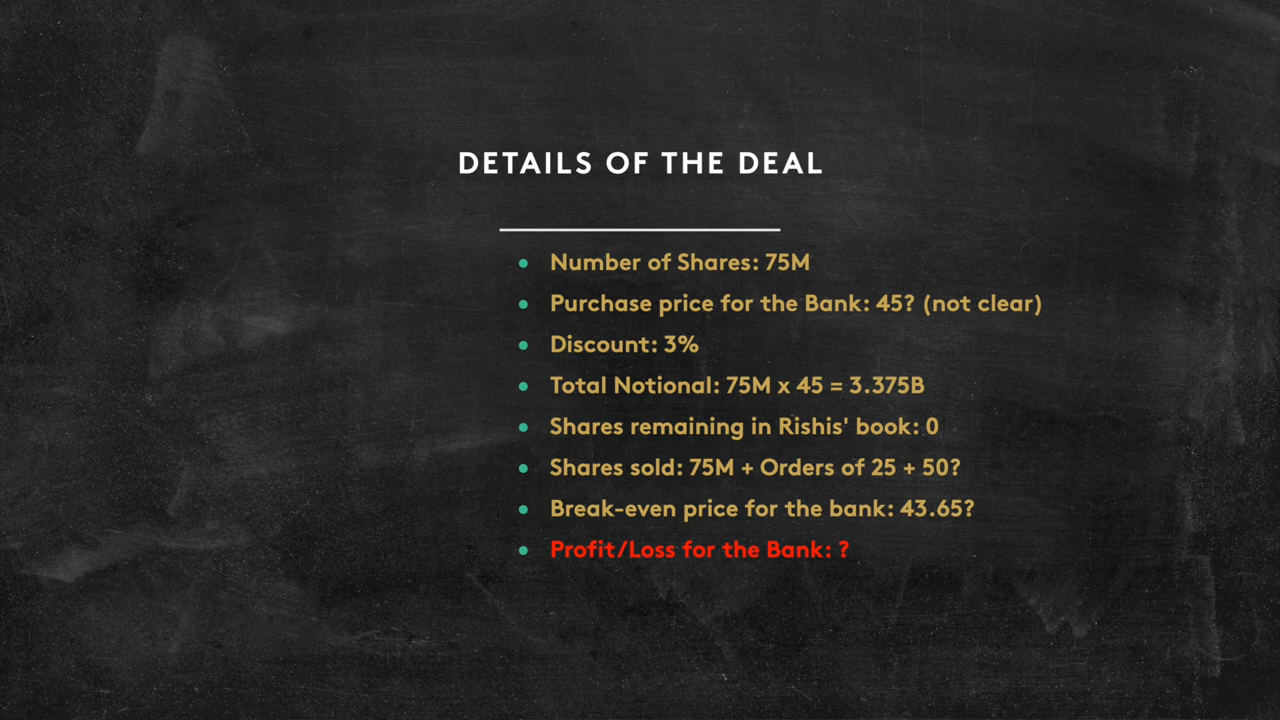 DETAILS OF THE DEAL
Number of Shares: 75M
Purchase price for the Bank: 45? (not clear)
Discount: 3%
Total Notional: 75M x 45 = 3.375B
Shares remaining in Rishis' book: 0
Shares sold: 75M + Orders of 25 + 50?
Break-even price for the bank: 43.65?
Profit/Loss for the Bank: ?